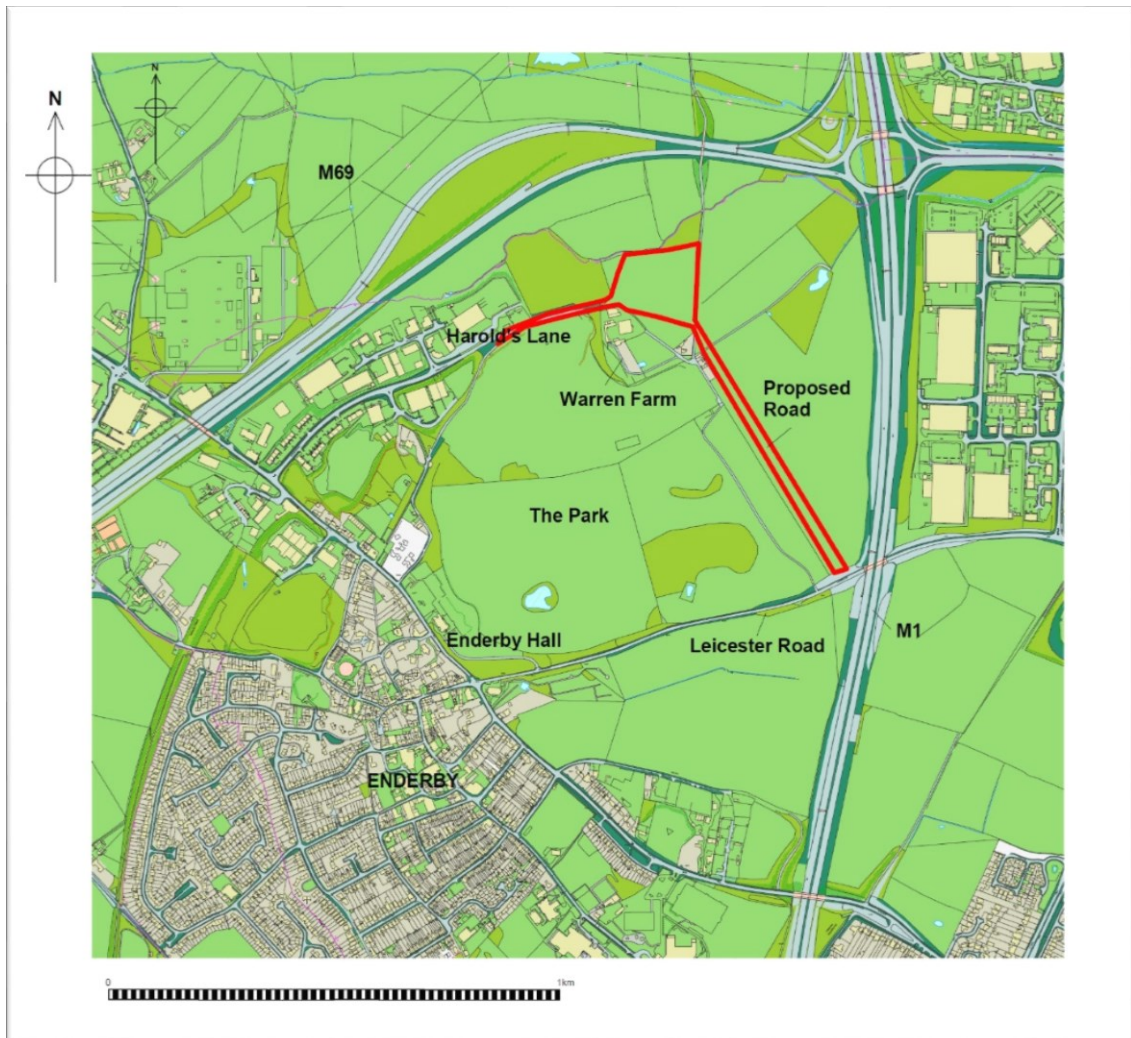 N
N
M69
Harold's Lane
Warren Farm
Proposed
Road
The Park
Enderby Hall
Leicester Road
M1
ENDERBY
0
1km